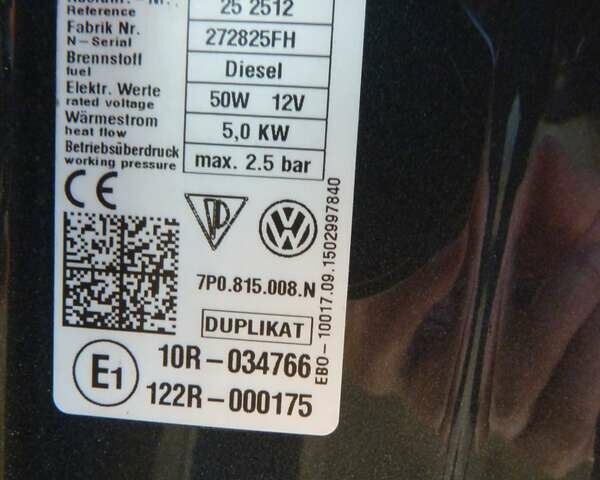 Reference 25 2512
Fabrik Nr.
N-Serial 272825FH
Brennstoff
fuel Diesel
Elektr. Werte
rated voltage 50W 12V
Wärmestrom
heat flow 5,0 KW
Betriebsüberdruck
working pressure max. 2.5 bar
CE
7P0.815.008.N
DUPLIKAT
E1
10R-034766
122R-000175
EBO-10017.09.1502997840